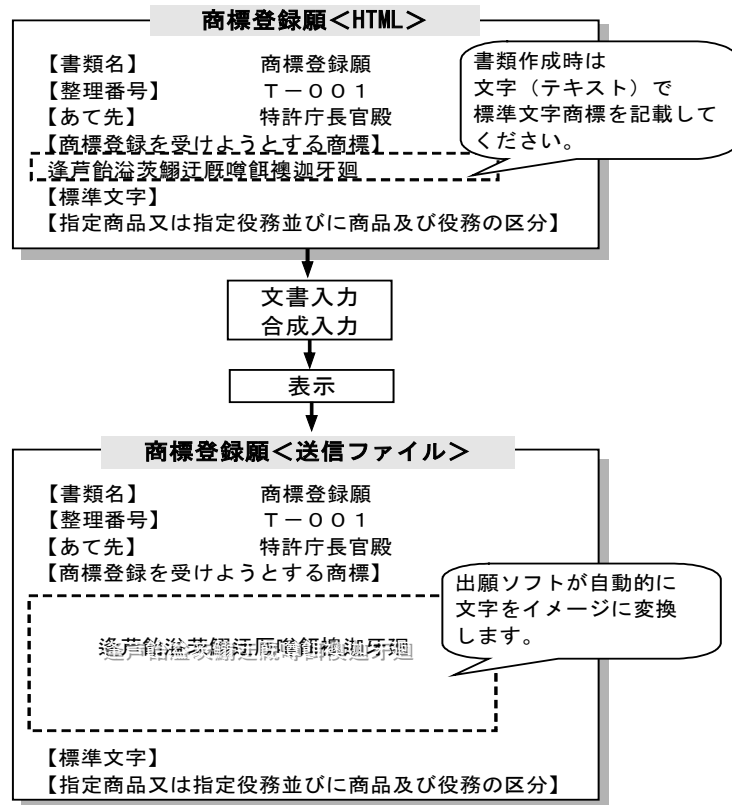 商標登録願＜HTML＞
【書類名】　商標登録願
【整理番号】　Ｔ－００１
【あて先】　特許庁長官殿
【商標登録を受けようとする商標】
逢芦飴溢茨鰯迂厩噂餌襖迦牙廻
【標準文字】
【指定商品又は指定役務並びに商品及び役務の区分】
書類作成時は
文字（テキスト）で
標準文字商標を記載して
ください。
文書入力
合成入力
表示
商標登録願＜送信ファイル＞
【書類名】　商標登録願
【整理番号】　Ｔ－００１
【あて先】　特許庁長官殿
【商標登録を受けようとする商標】
逢芦飴溢茨鰯迂厩噂餌襖迦牙廻
【標準文字】
【指定商品又は指定役務並びに商品及び役務の区分】
出願ソフトが自動的に
文字をイメージに変換
します。